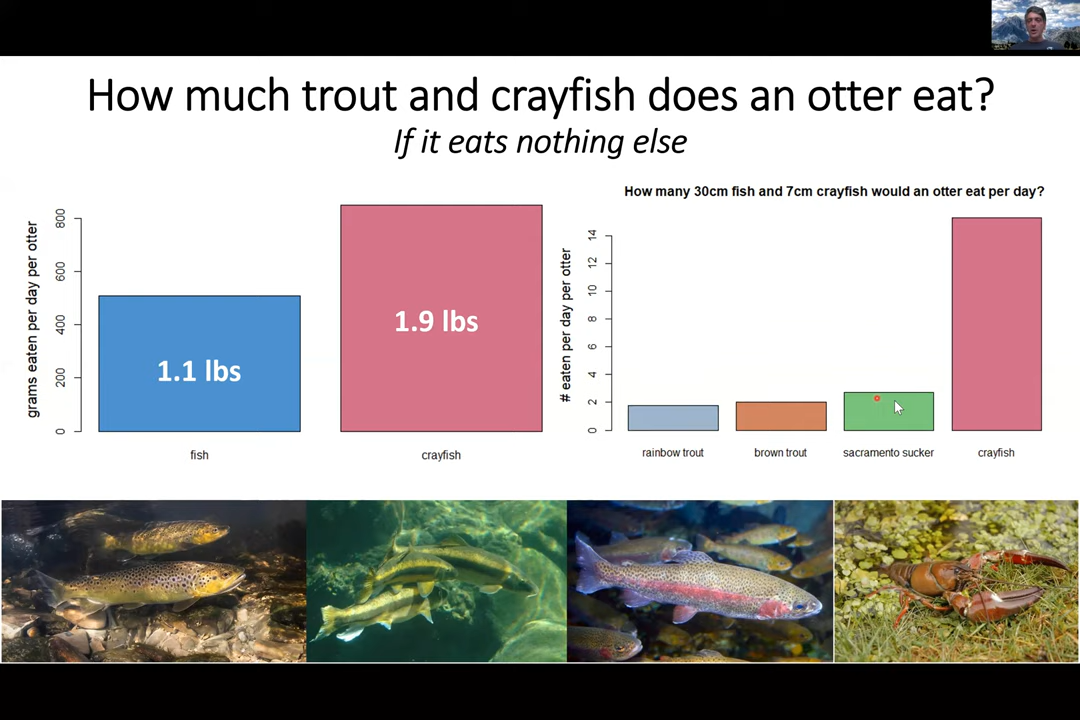 How much trout and crayfish does an otter eat?
If it eats nothing else
grams eaten per day per otter
800
600
400
200
0
1.1 lbs
1.9 lbs
fish
crayfish
How many 30cm fish and 7cm crayfish would an otter eat per day?
# eaten per day per otter
14
12
10
8
6
4
2
0
rainbow trout
brown trout
sacramento sucker
crayfish